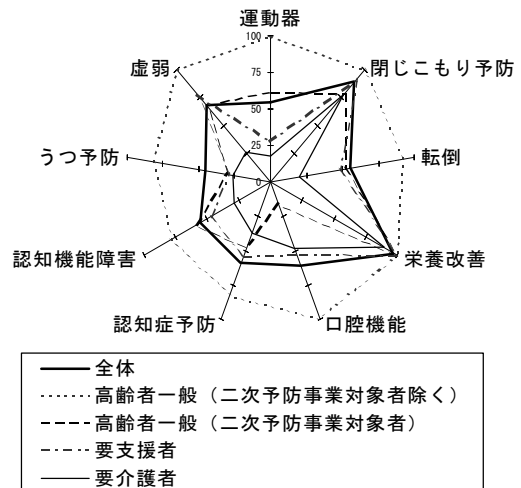 運動器
100
虚弱
75
閉じこもり予防
50
うつ予防
25
転倒
0
認知機能障害
栄養改善
認知症予防
口腔機能
全体
高齢者一般（二次予防事業対象者除く）
高齢者一般（二次予防事業対象者）
要支援者
要介護者